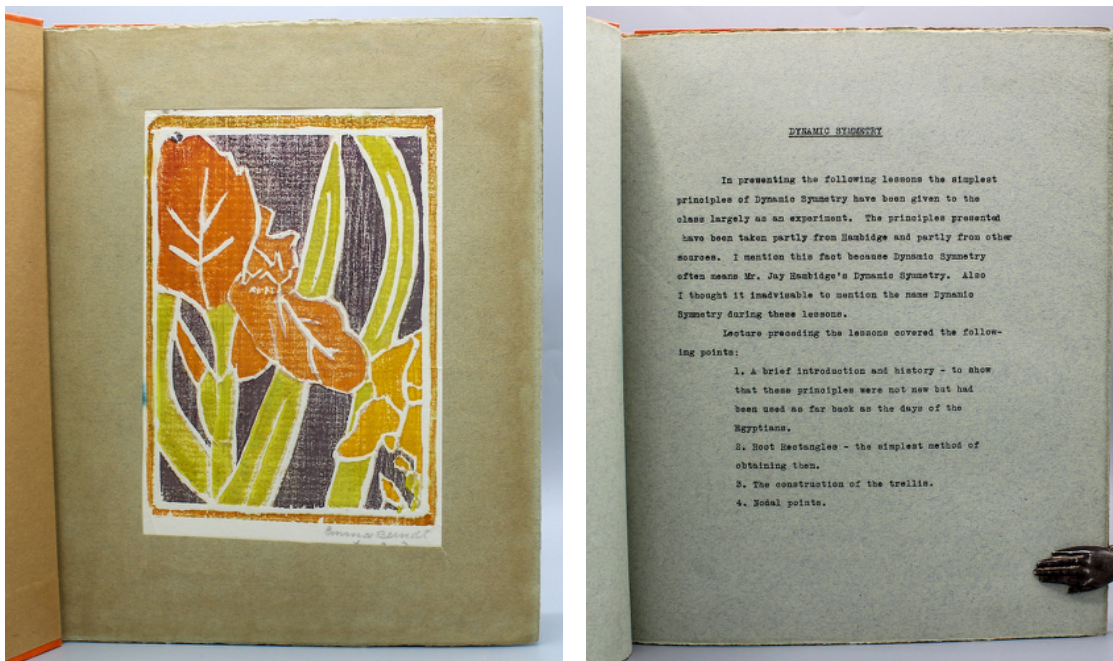 Emma Berndt
DYNAMIC SYMMETRY
In presenting the following lessons the simplest
principles of Dynamic Symmetry have been given to the
class largely as an experiment. The principles presented
have been taken partly from Hambidge and partly from other
sources. I mention this fact because Dynamic Symmetry
often means Mr. Jay Hambidge's Dynamic Symmetry. Also
I thought it inadvisable to mention the name Dynamic
Symmetry during these lessons.
Lecture preceding the lessons covered the follow-
ing points:
1. A brief introduction and history - to show
that these principles were not new but had
been used as far back as the days of the
Egyptians.
2. Root Rectangles - the simplest method of
obtaining them.
3. The construction of the trellis.
4. Nodal points.